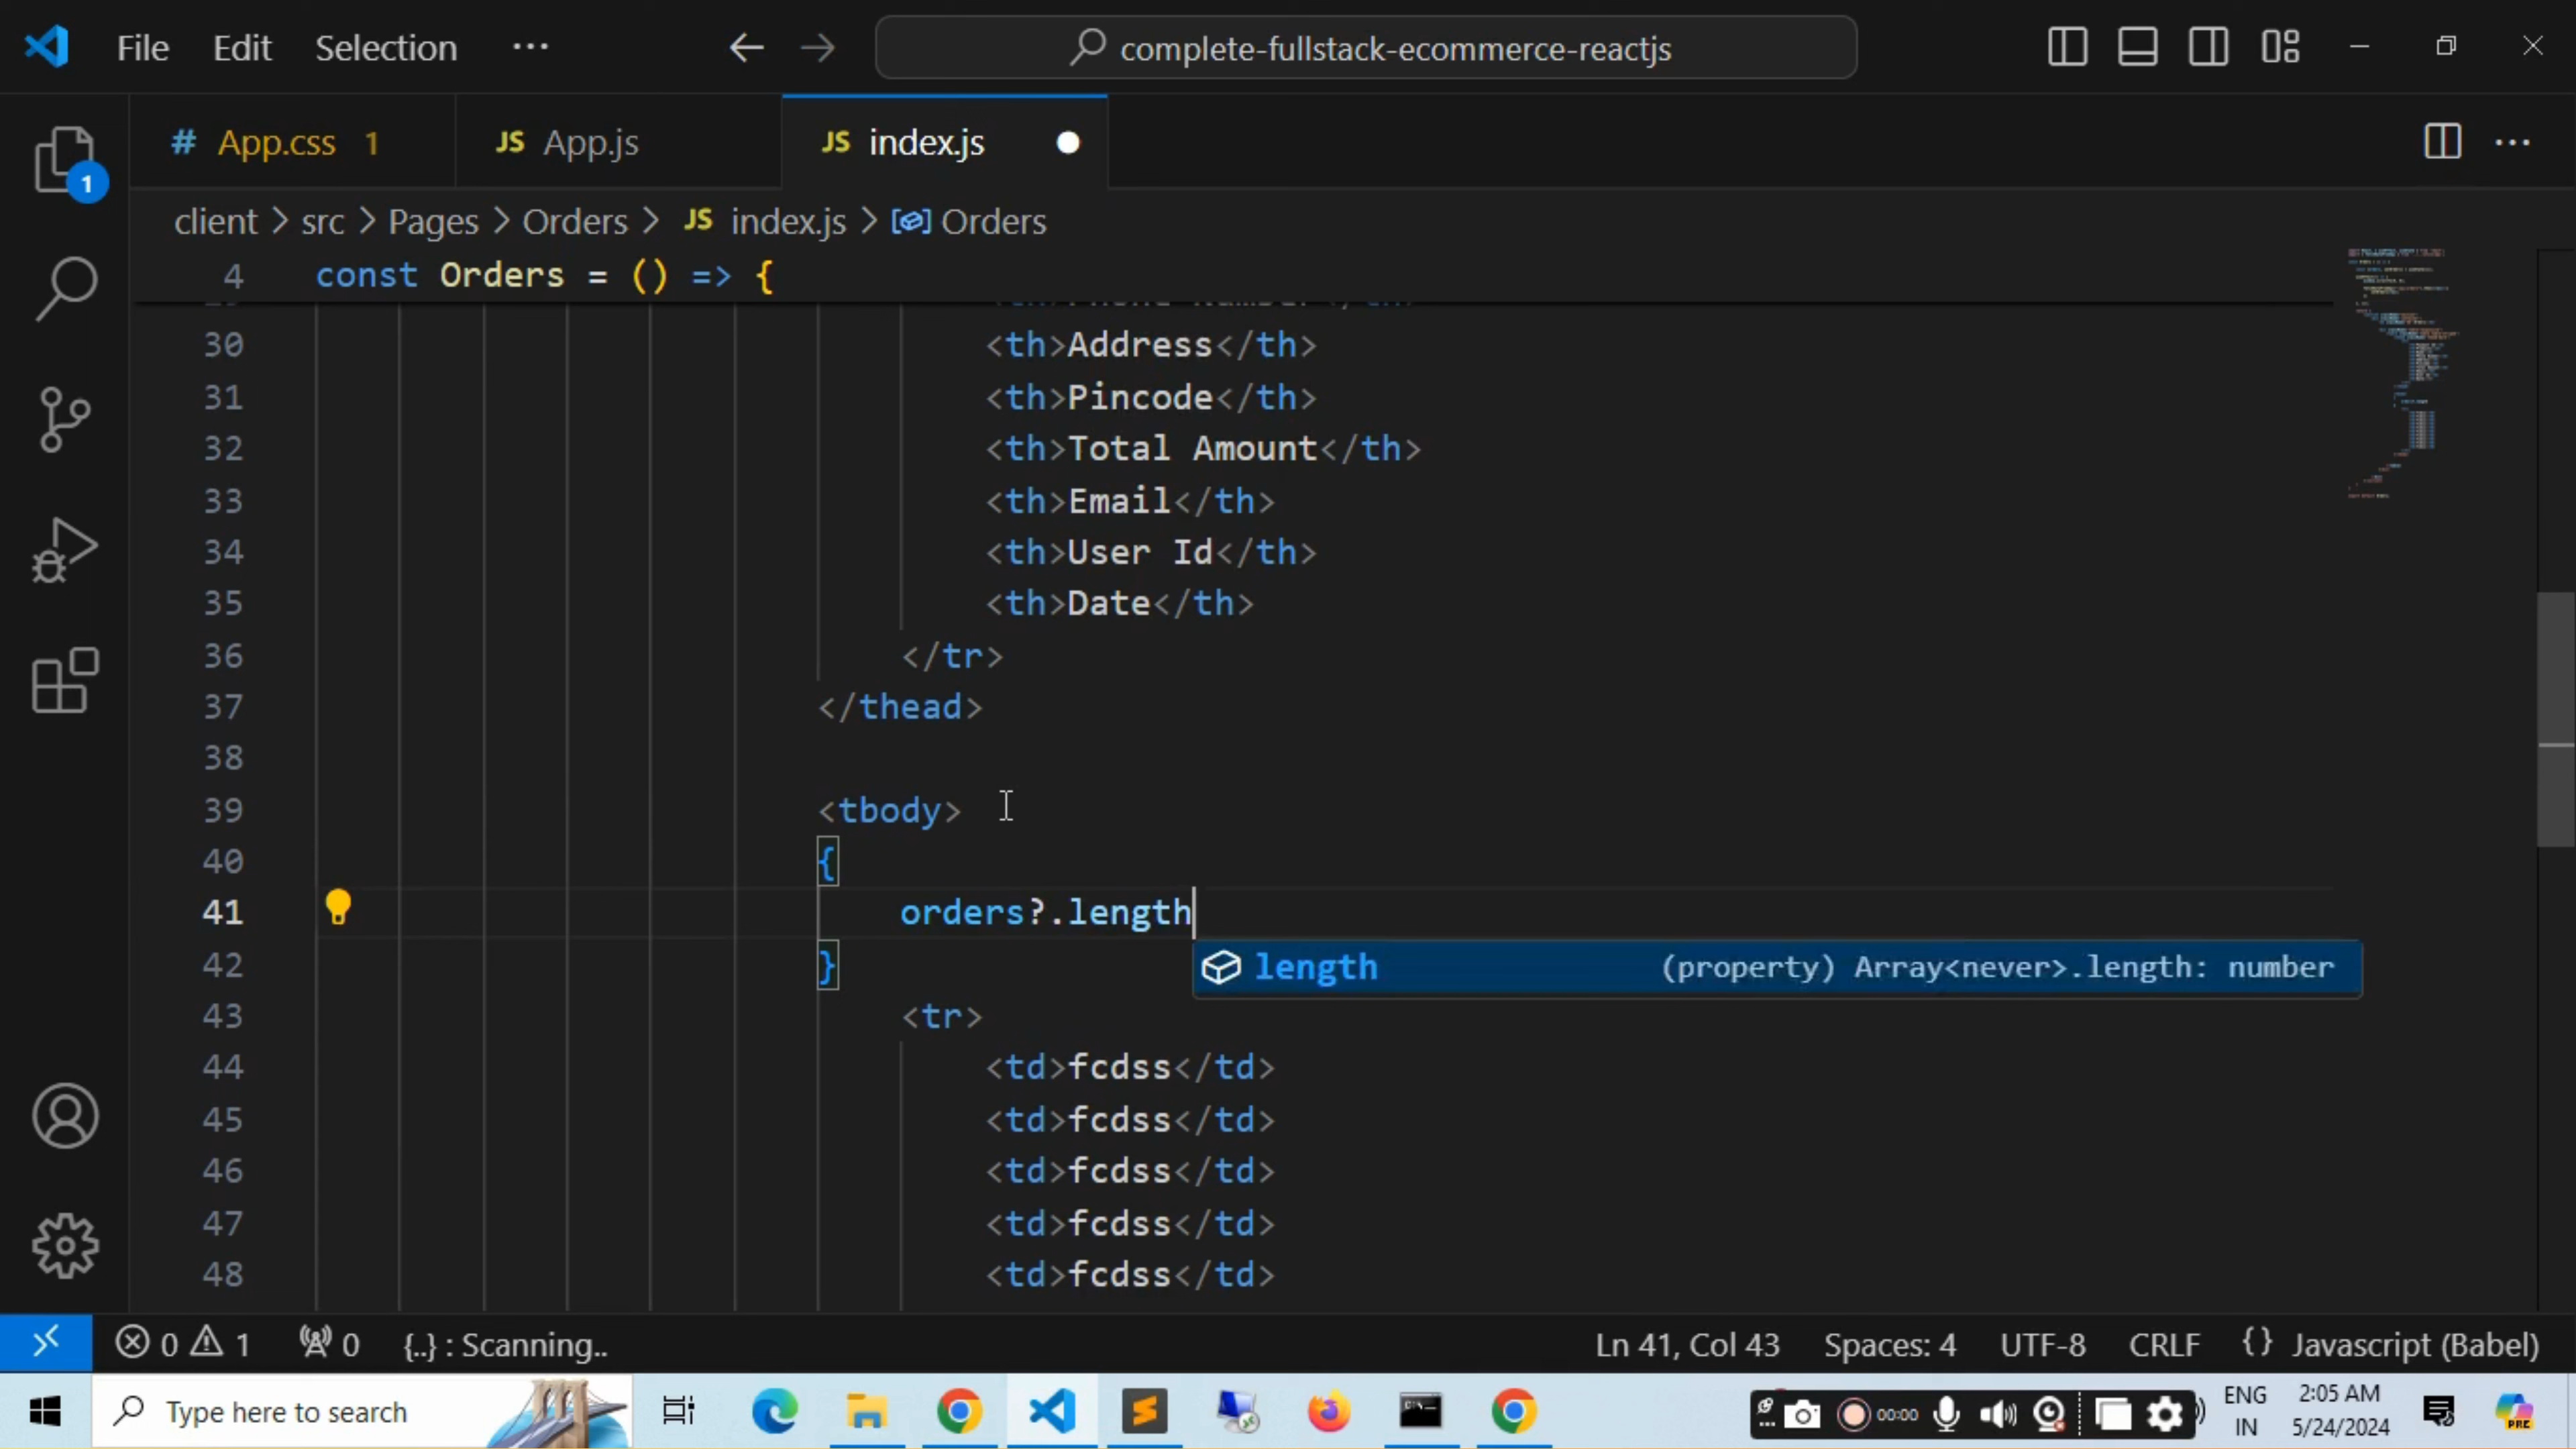 File Edit Selection ···
complete-fullstack-ecommerce-reactjs
# App.css 1
JS App.js
JS index.js
1
client > src > Pages > Orders > JS index.js > Orders
4 const Orders = () => {
30 <th>Address</th>
31 <th>Pincode</th>
32 <th>Total Amount</th>
33 <th>Email</th>
34 <th>User Id</th>
35 <th>Date</th>
36 </tr>
37 </thead>
38
39 <tbody>
40 {
41 orders?.length
length (property) Array<never>.length: number
42 }
43 <tr>
44 <td>fcdss</td>
45 <td>fcdss</td>
46 <td>fcdss</td>
47 <td>fcdss</td>
48 <td>fcdss</td>
0 1 0 {..} : Scanning.. Ln 41, Col 43 Spaces: 4 UTF-8 CRLF {} Javascript (Babel)
Type here to search
00:00
ENG
IN
2:05 AM
5/24/2024
PRE